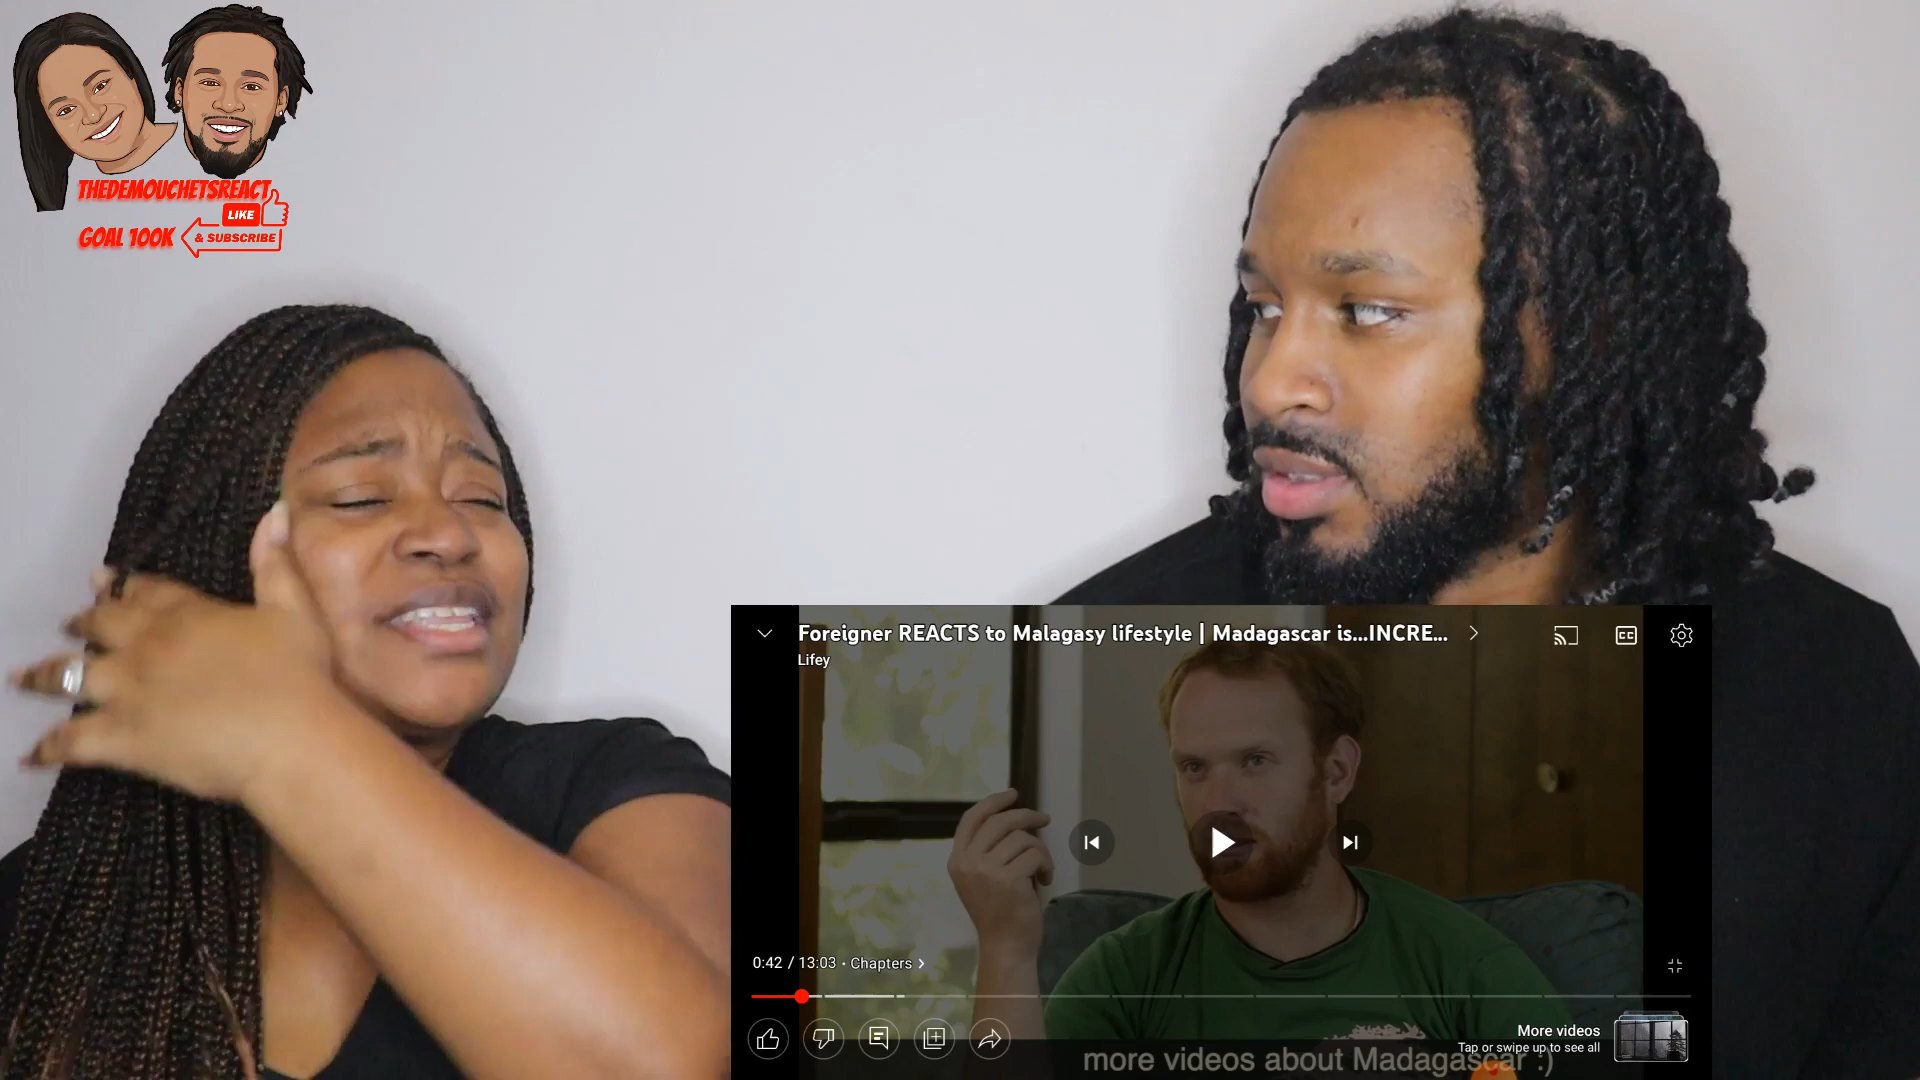 THEDEMOUCHETSREACT
LIKE
GOAL 100K & SUBSCRIBE
Foreigner REACTS to Malagasy lifestyle | Madagascar is...INCRE...
Lifey
CC
0:42 / 13:03 • Chapters
More videos
Tap or swipe up to see all
more videos about Madagascar :)